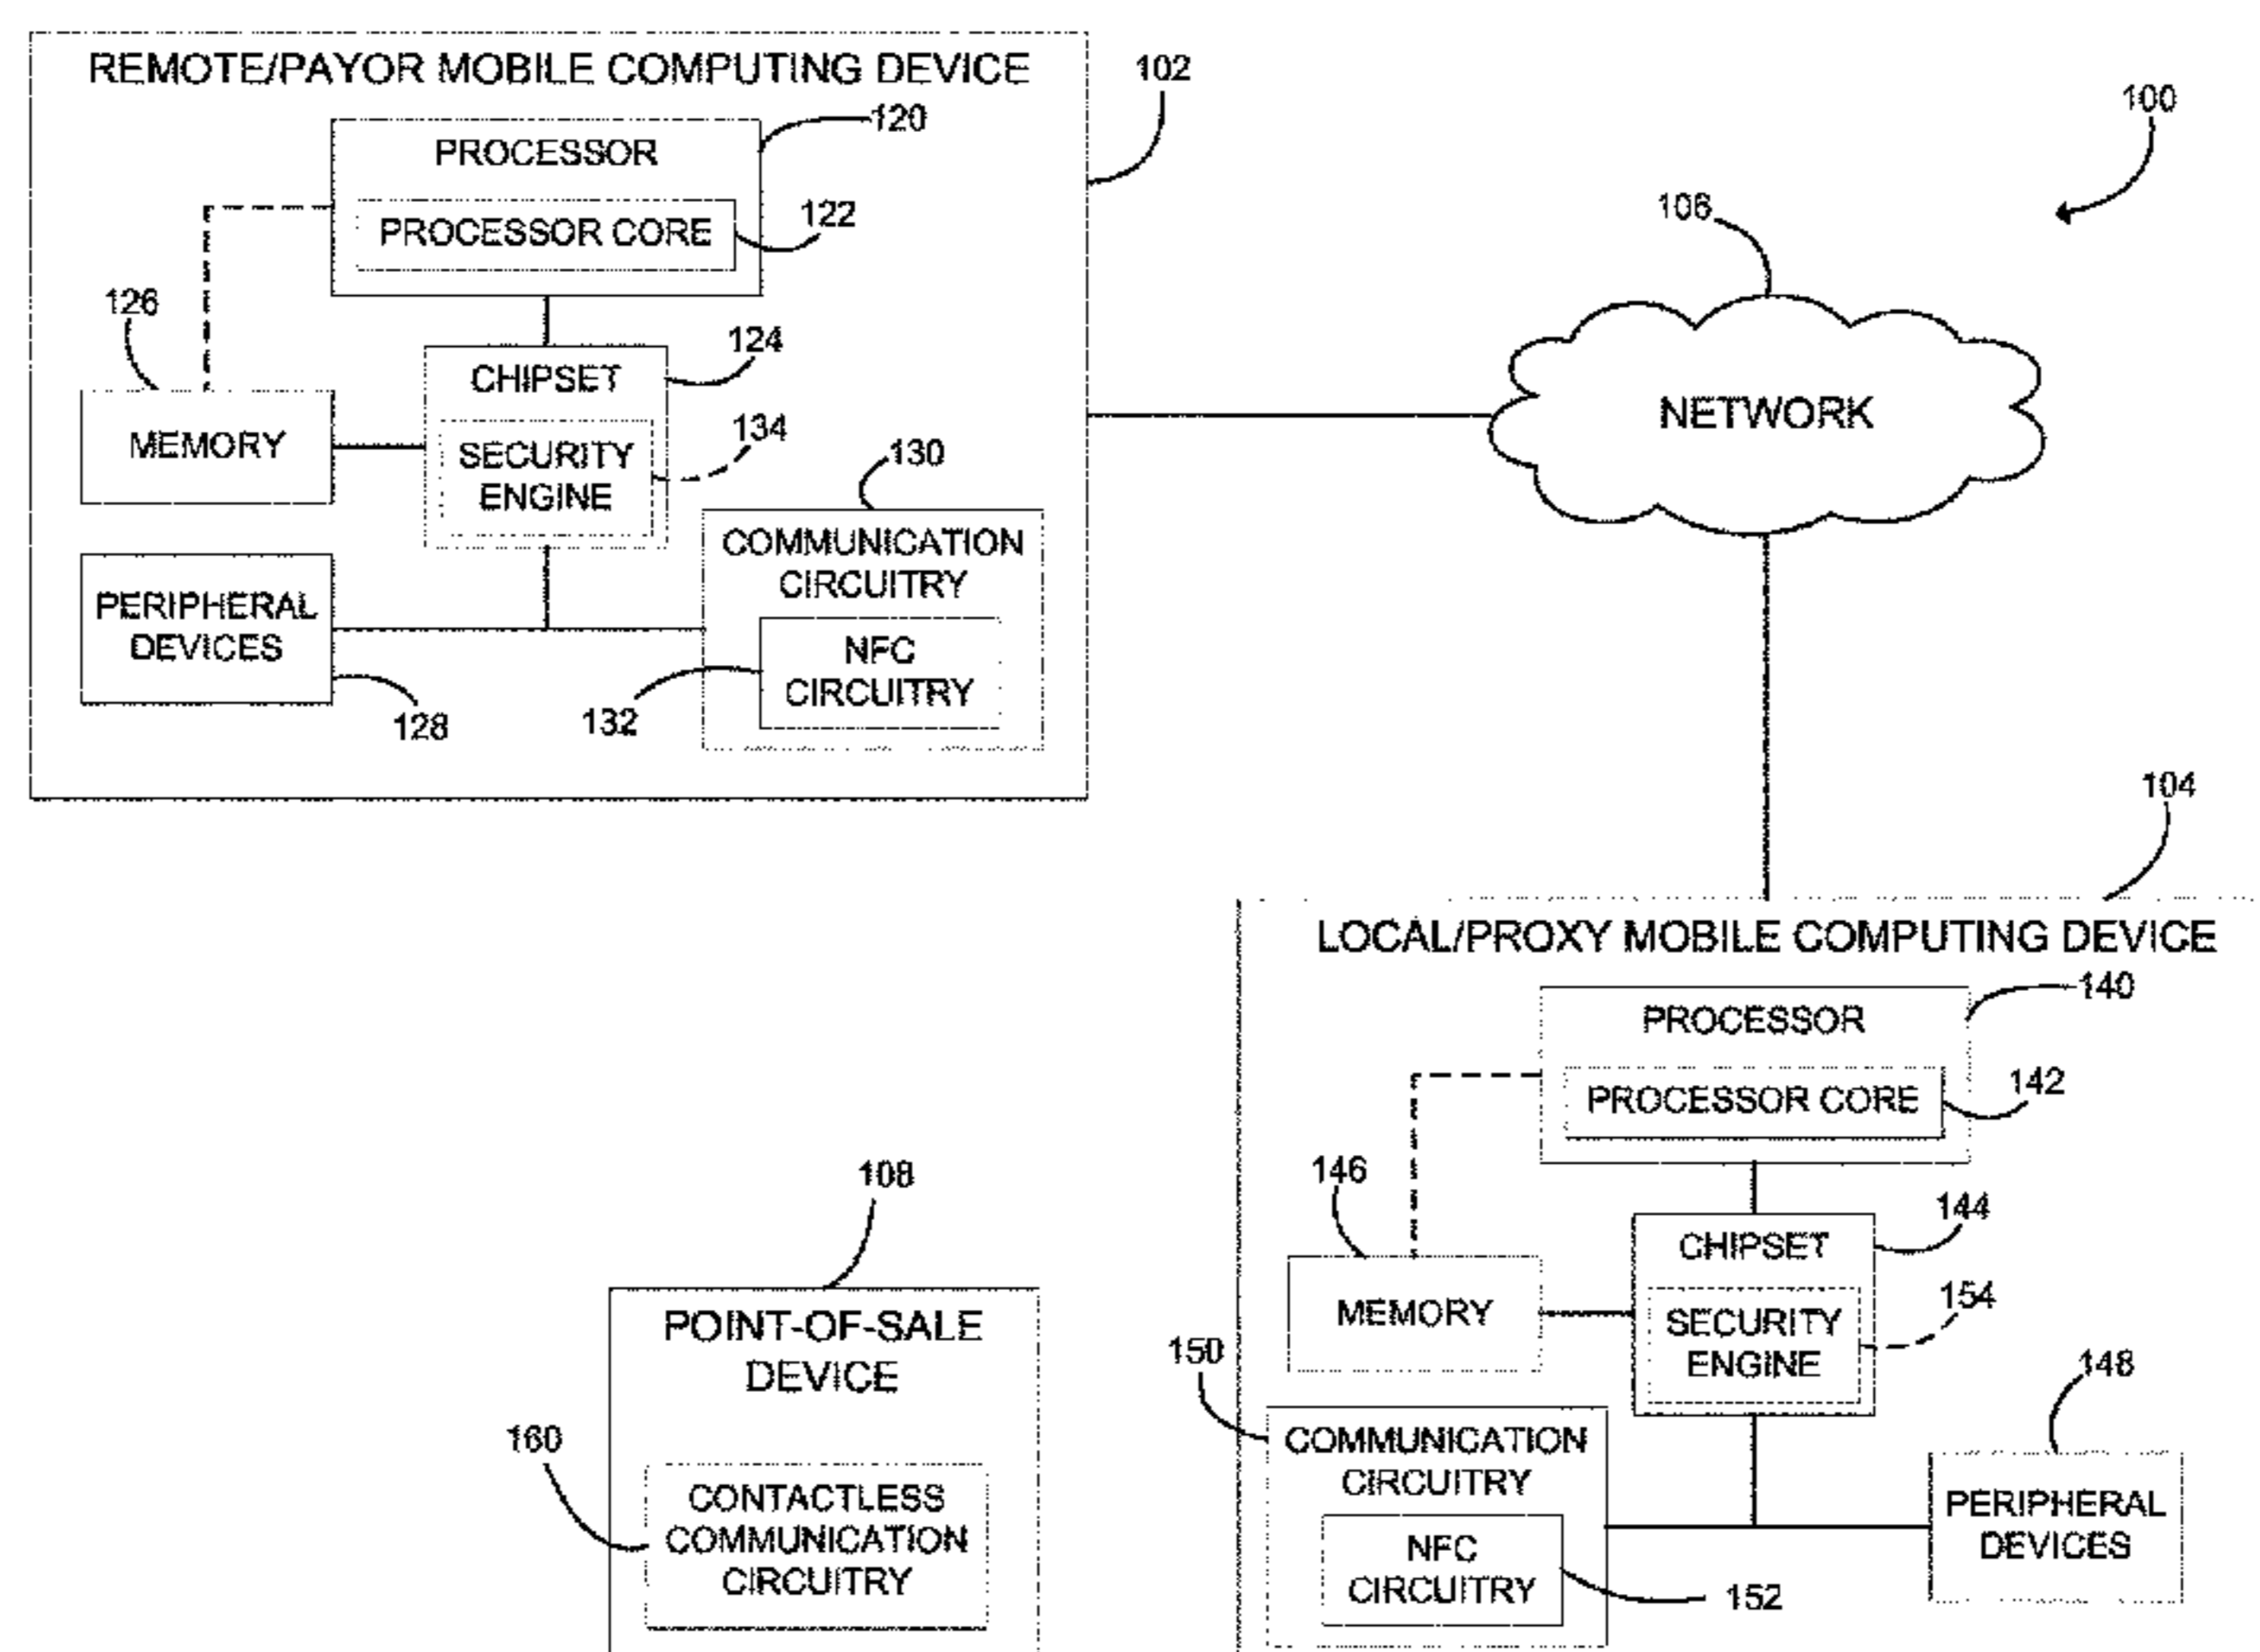 REMOTE/PAYOR MOBILE COMPUTING DEVICE
102
120
PROCESSOR
PROCESSOR CORE
122
126
124
CHIPSET
MEMORY
134
SECURITY
ENGINE
130
COMMUNICATION
CIRCUITRY
PERIPHERAL
DEVICES
NFC
CIRCUITRY
128
132
100
106
NETWORK
104
LOCAL/PROXY MOBILE COMPUTING DEVICE
140
PROCESSOR
PROCESSOR CORE
142
146
144
CHIPSET
MEMORY
154
SECURITY
ENGINE
150
148
COMMUNICATION
CIRCUITRY
PERIPHERAL
DEVICES
NFC
CIRCUITRY
152
108
POINT-OF-SALE
DEVICE
160
CONTACTLESS
COMMUNICATION
CIRCUITRY